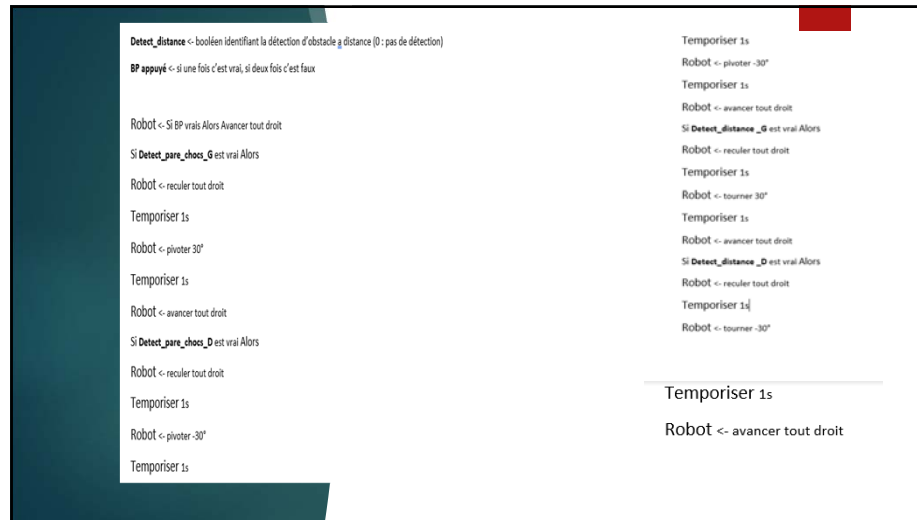 Detect_distance <- booléen identifiant la détection d'obstacle a distance (0 : pas de détection)
BP appuyé <- si une fois c'est vrai, si deux fois c'est faux
Robot <- Si BP vrais Alors Avancer tout droit
Si Detect_pare_chocs_G est vrai Alors
Robot <- reculer tout droit
Temporiser 1s
Robot <- pivoter 30°
Temporiser 1s
Robot <- avancer tout droit
Si Detect_pare_chocs_D est vrai Alors
Robot <- reculer tout droit
Temporiser 1s
Robot <- pivoter -30°
Temporiser 1s
Temporiser 1s
Robot <- pivoter -30°
Temporiser 1s
Robot <- avancer tout droit
Si Detect_distance _G est vrai Alors
Robot <- reculer tout droit
Temporiser 1s
Robot <- tourner 30°
Temporiser 1s
Robot <- avancer tout droit
Si Detect_distance _D est vrai Alors
Robot <- reculer tout droit
Temporiser 1s
Robot <- tourner -30°
Temporiser 1s
Robot <- avancer tout droit